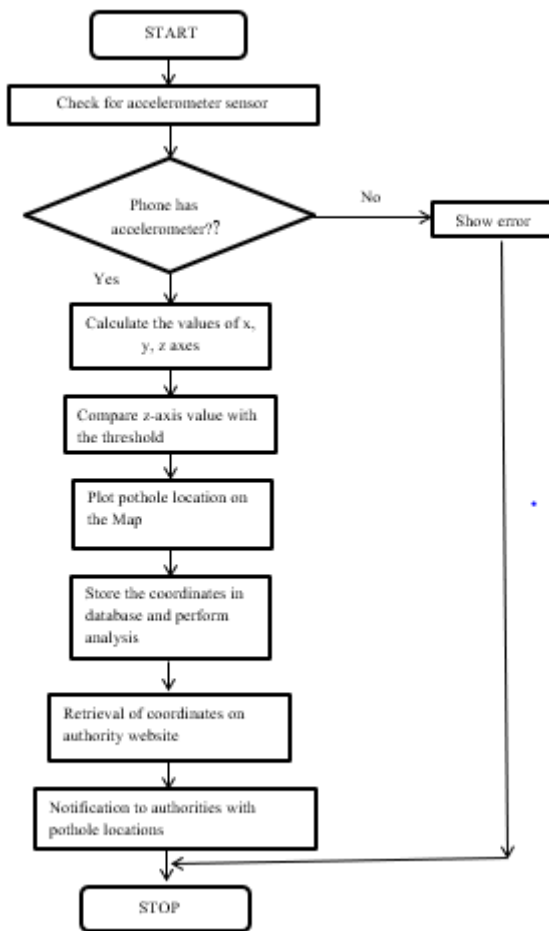 START
Check for accelerometer sensor
Phone has
accelerometer??
No
Show error
Yes
Calculate the values of x,
y, z axes
Compare z-axis value with
the threshold
Plot pothole location on
the Map
Store the coordinates in
database and perform
analysis
Retrieval of coordinates on
authority website
Notification to authorities with
pothole locations
STOP